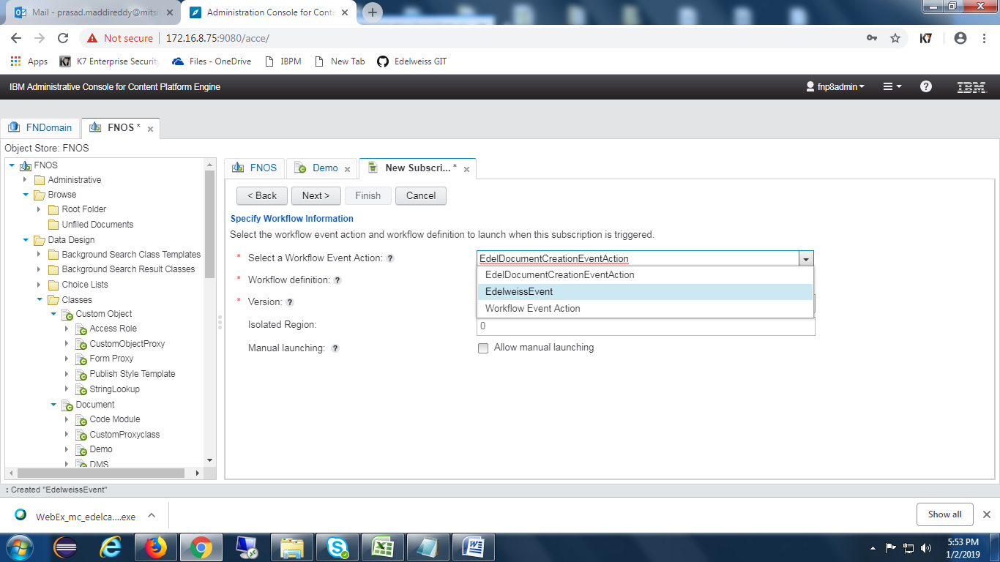 Mail - prasad.maddireddy@mitsi
Administration Console for Conte
Not secure
172.16.8.75:9080/acce/
K7
Apps
K7 Enterprise Security
Files - OneDrive
IBPM
New Tab
Edelweiss GIT
IBM Administrative Console for Content Platform Engine
fnp8admin
IBM.
FNDomain
FNOS *
Object Store: FNOS
FNOS
Administrative
Browse
Root Folder
Unfiled Documents
Data Design
Background Search Class Templates
Background Search Result Classes
Choice Lists
Classes
Custom Object
Access Role
CustomObjectProxy
Form Proxy
Publish Style Template
StringLookup
Document
Code Module
CustomProxyclass
Demo
DMS
FNOS
Demo
New Subscri... *
< Back
Next >
Finish
Cancel
Specify Workflow Information
Select the workflow event action and workflow definition to launch when this subscription is triggered.
* Select a Workflow Event Action: ?
EdelDocumentCreationEventAction
EdelDocumentCreationEventAction
* Workflow definition: ?
EdelweissEvent
* Version: ?
Workflow Event Action
Isolated Region:
0
Manual launching: ?
Allow manual launching
: Created "EdelweissEvent"
WebEx_mc_edelca....exe
Show all
5:53 PM
1/2/2019